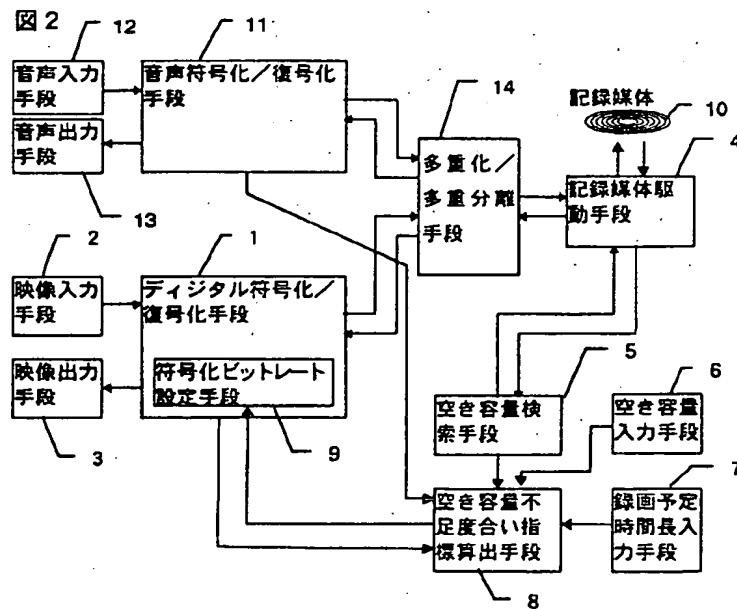 図2
12
11
音声入力
手段
音声符号化／復号化
手段
14
記録媒体
10
4
音声出力
手段
13
多重化／
多重分離
手段
記録媒体駆
動手段
2
1
映像入力
手段
ディジタル符号化／
復号化手段
5
6
符号化ビットレート
設定手段
映像出力
手段
3
9
空き容量検
索手段
空き容量
入力手段
7
空き容量不
足度合い指
標算出手段
録画予定
時間長入
力手段
8